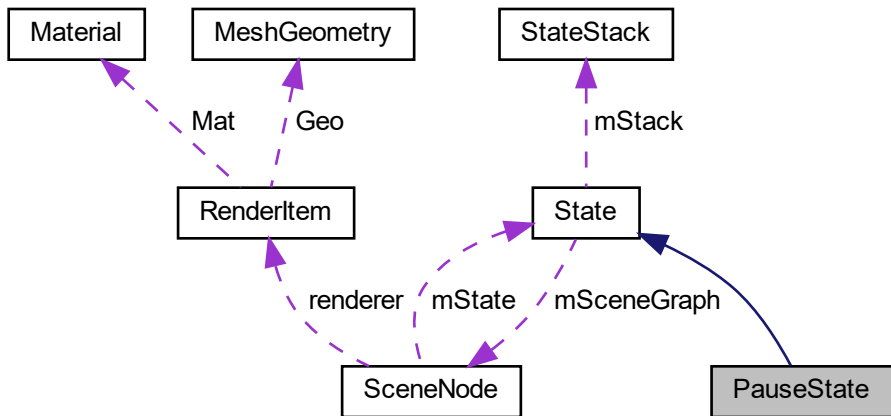 Material
MeshGeometry
StateStack
Mat
Geo
mStack
RenderItem
State
renderer
mState
mSceneGraph
SceneNode
PauseState